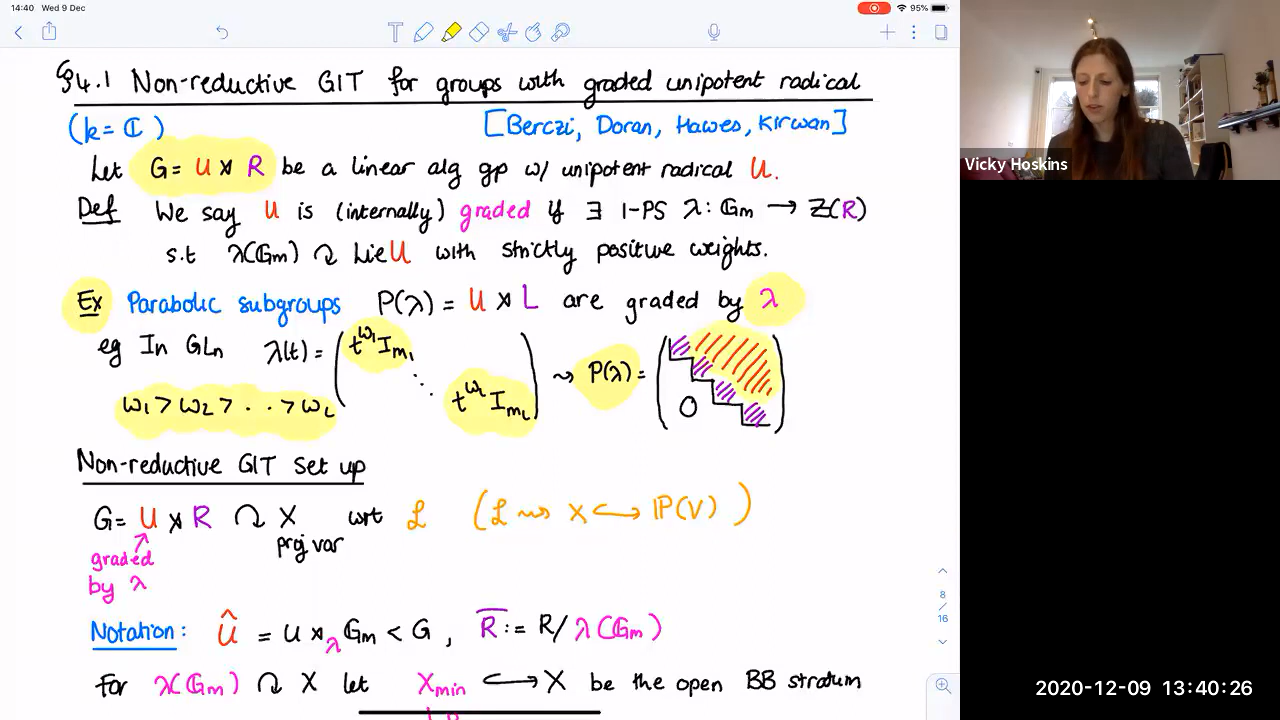 14:40 Wed 9 Dec
95%
§4.1 Non-reductive GIT for groups with graded unipotent radical
(k = ℂ) [Berczi, Doran, Hawes, Kirwan]
Let G = U ⋊ R be a linear alg gp w/ unipotent radical U.
Def We say U is (internally) graded if ∃ 1-PS λ: 𝔾m → Z(R)
s.t λ(𝔾m) ↷ Lie U with strictly positive weights.
Ex Parabolic subgroups P(λ) = U ⋊ L are graded by λ
eg In GLn λ(t) = ( t^ω1 I_m1 ⋱ t^ωl I_ml ) ⇝ P(λ) = ( 0 )
ω1 > ω2 > . . . > ωl
Non-reductive GIT set up
G = U ⋊ R ↷ X wrt ℒ (ℒ ⇝ X ↪ ℙ(V))
proj var
graded
by λ
Notation: Û = U ⋊_λ 𝔾m < G , R̄ := R/λ(𝔾m)
For λ(𝔾m) ↷ X let Xmin ↪ X be the open BB stratum
8
/
16
Vicky Hoskins
2020-12-09 13:40:26